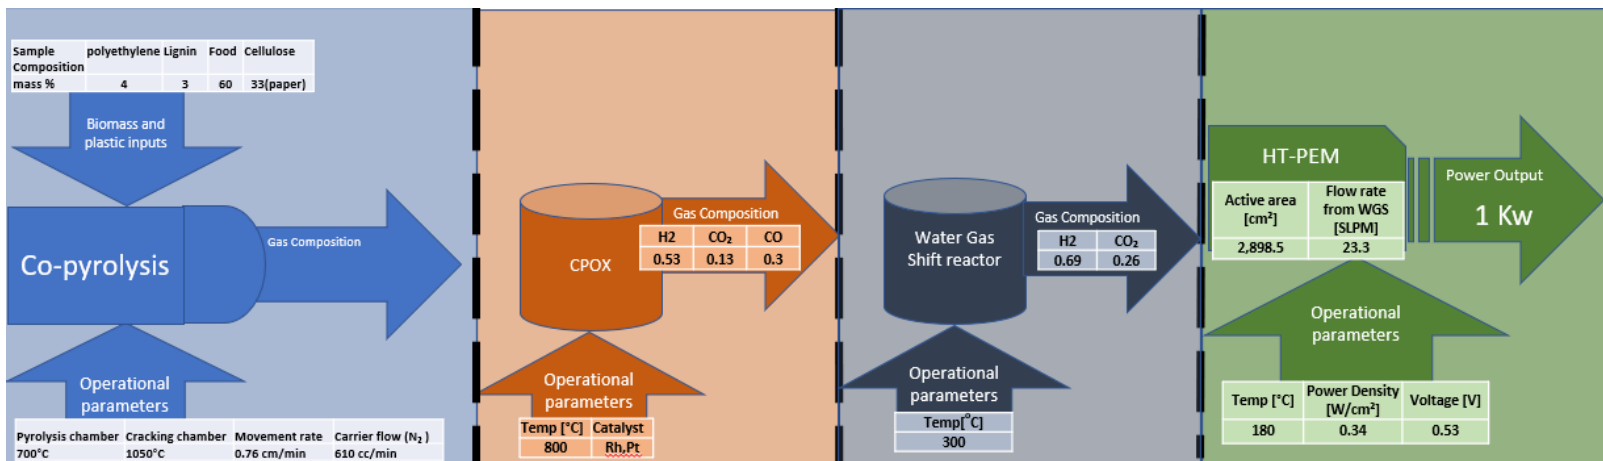 Sample Composition polyethylene Lignin Food Cellulose
mass % 4 3 60 33(paper)
Biomass and
plastic inputs
Co-pyrolysis
Gas Composition
Operational
parameters
Pyrolysis chamber Cracking chamber Movement rate Carrier flow (N₂ )
700°C 1050°C 0.76 cm/min 610 cc/min
CPOX
Gas Composition
H2 CO₂ CO
0.53 0.13 0.3
Operational
parameters
Temp [°C] Catalyst
800 Rh,Pt
Water Gas
Shift reactor
Gas Composition
H2 CO₂
0.69 0.26
Operational
parameters
Temp[°C]
300
HT-PEM
Active area [cm²] Flow rate from WGS [SLPM]
2,898.5 23.3
Power Output
1 Kw
Operational
parameters
Temp [°C] Power Density [W/cm²] Voltage [V]
180 0.34 0.53